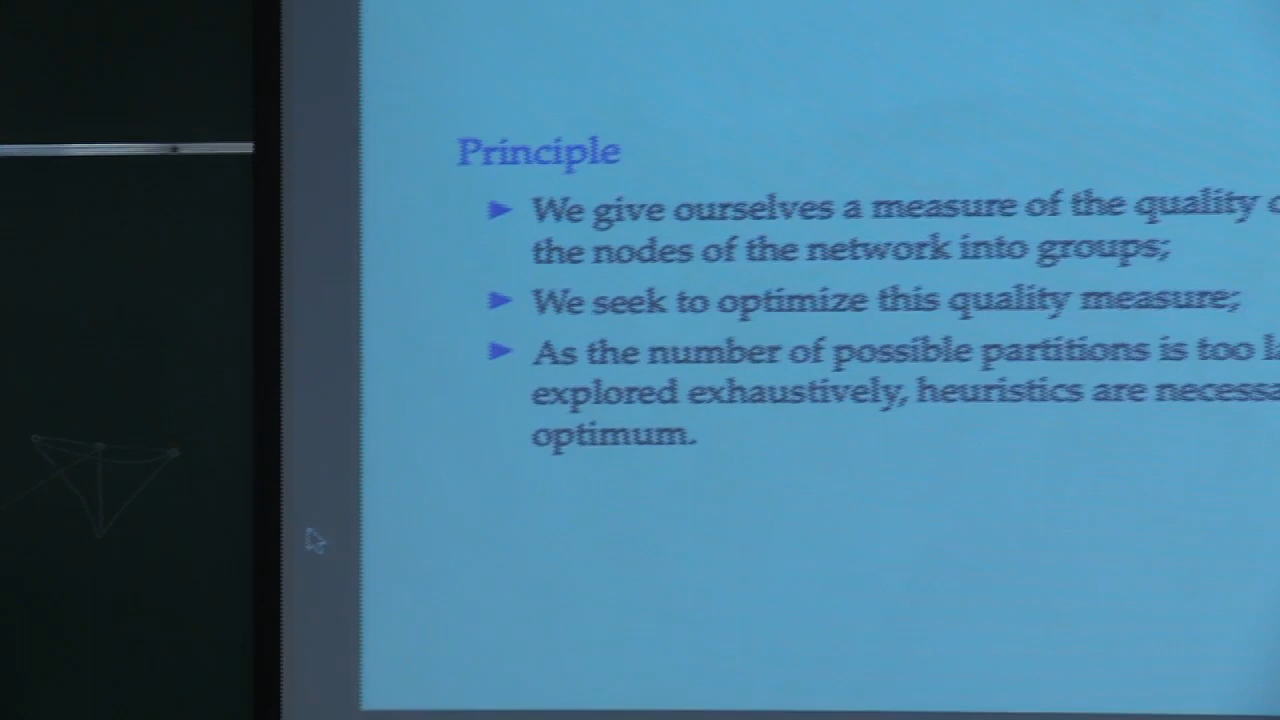 Principle
We give ourselves a measure of the quality
the nodes of the network into groups;
We seek to optimize this quality measure;
As the number of possible partitions is too
explored exhaustively, heuristics are
optimum.